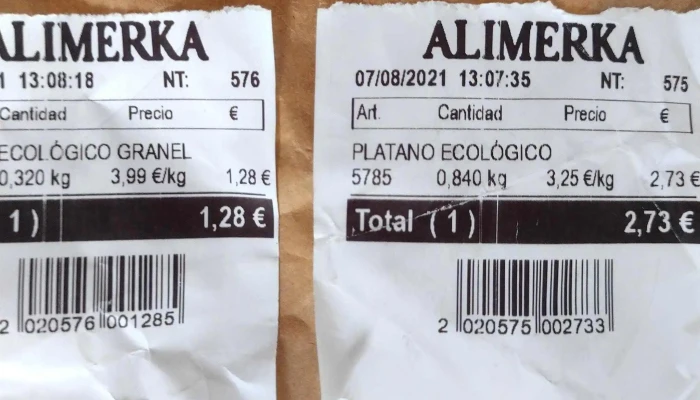 ALIMERKA
1 13:08:18 NT: 576
Cantidad Precio €
ECOLÓGICO GRANEL
0,320 kg 3,99 €/kg 1,28 €
1 ) 1,28 €
2 020576 001285
ALIMERKA
07/08/2021 13:07:35 NT: 575
Art. Cantidad Precio €
PLATANO ECOLÓGICO
5785 0,840 kg 3,25 €/kg 2,73 €
Total ( 1 ) 2,73 €
2 020575 002733